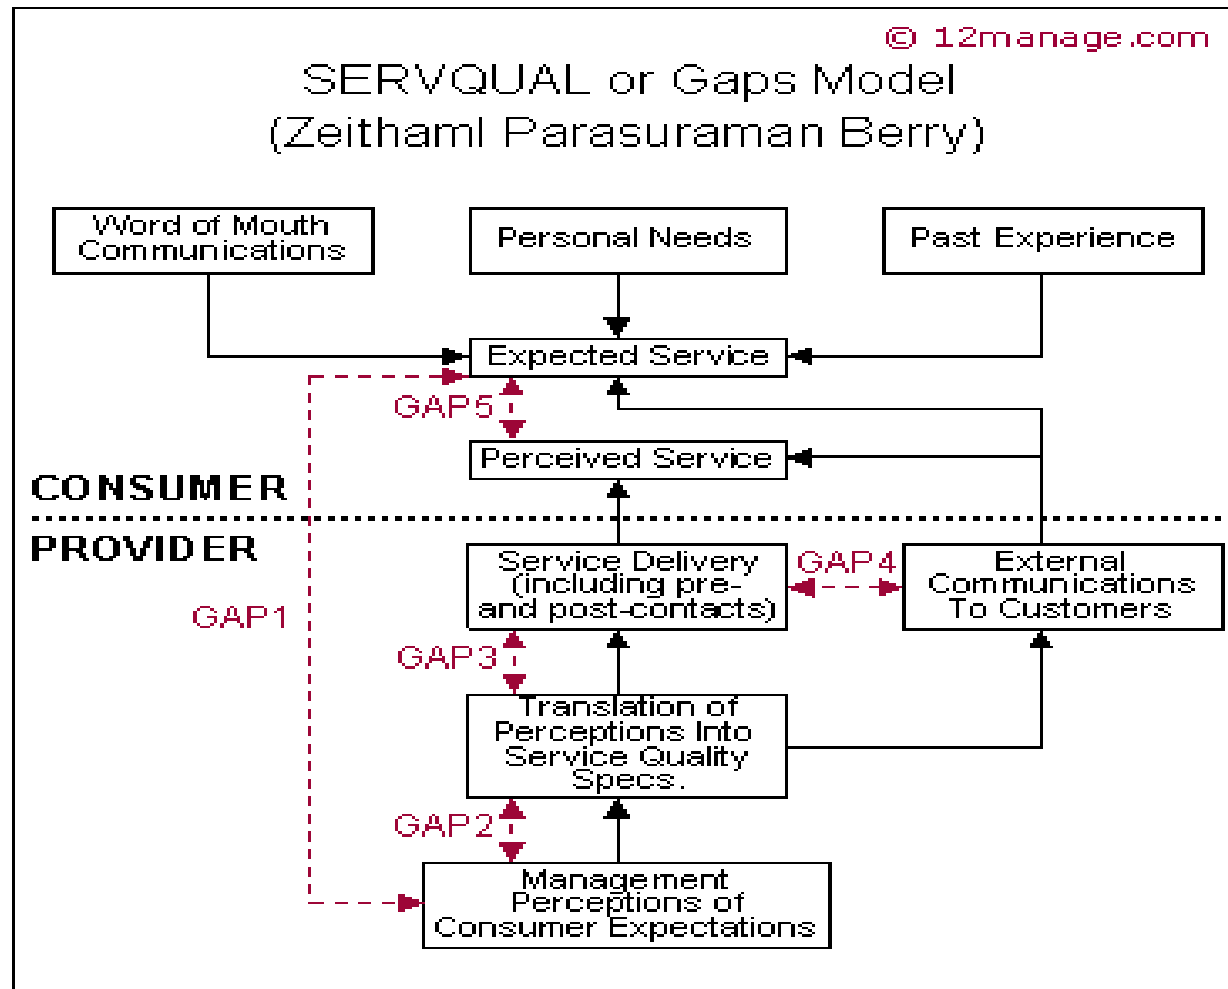 © 12manage.com
SERVQUAL or Gaps Model
(Zeithaml Parasuraman Berry)
Word of Mouth
Communications
Personal Needs
Past Experience
Expected Service
GAP5
Perceived Service
CONSUMER
PROVIDER
Service Delivery
(including pre-
and post-contacts)
GAP4
External
Communications
To Customers
GAP1
GAP3
Translation of
Perceptions Into
Service Quality
Specs.
GAP2
Management
Perceptions of
Consumer Expectations